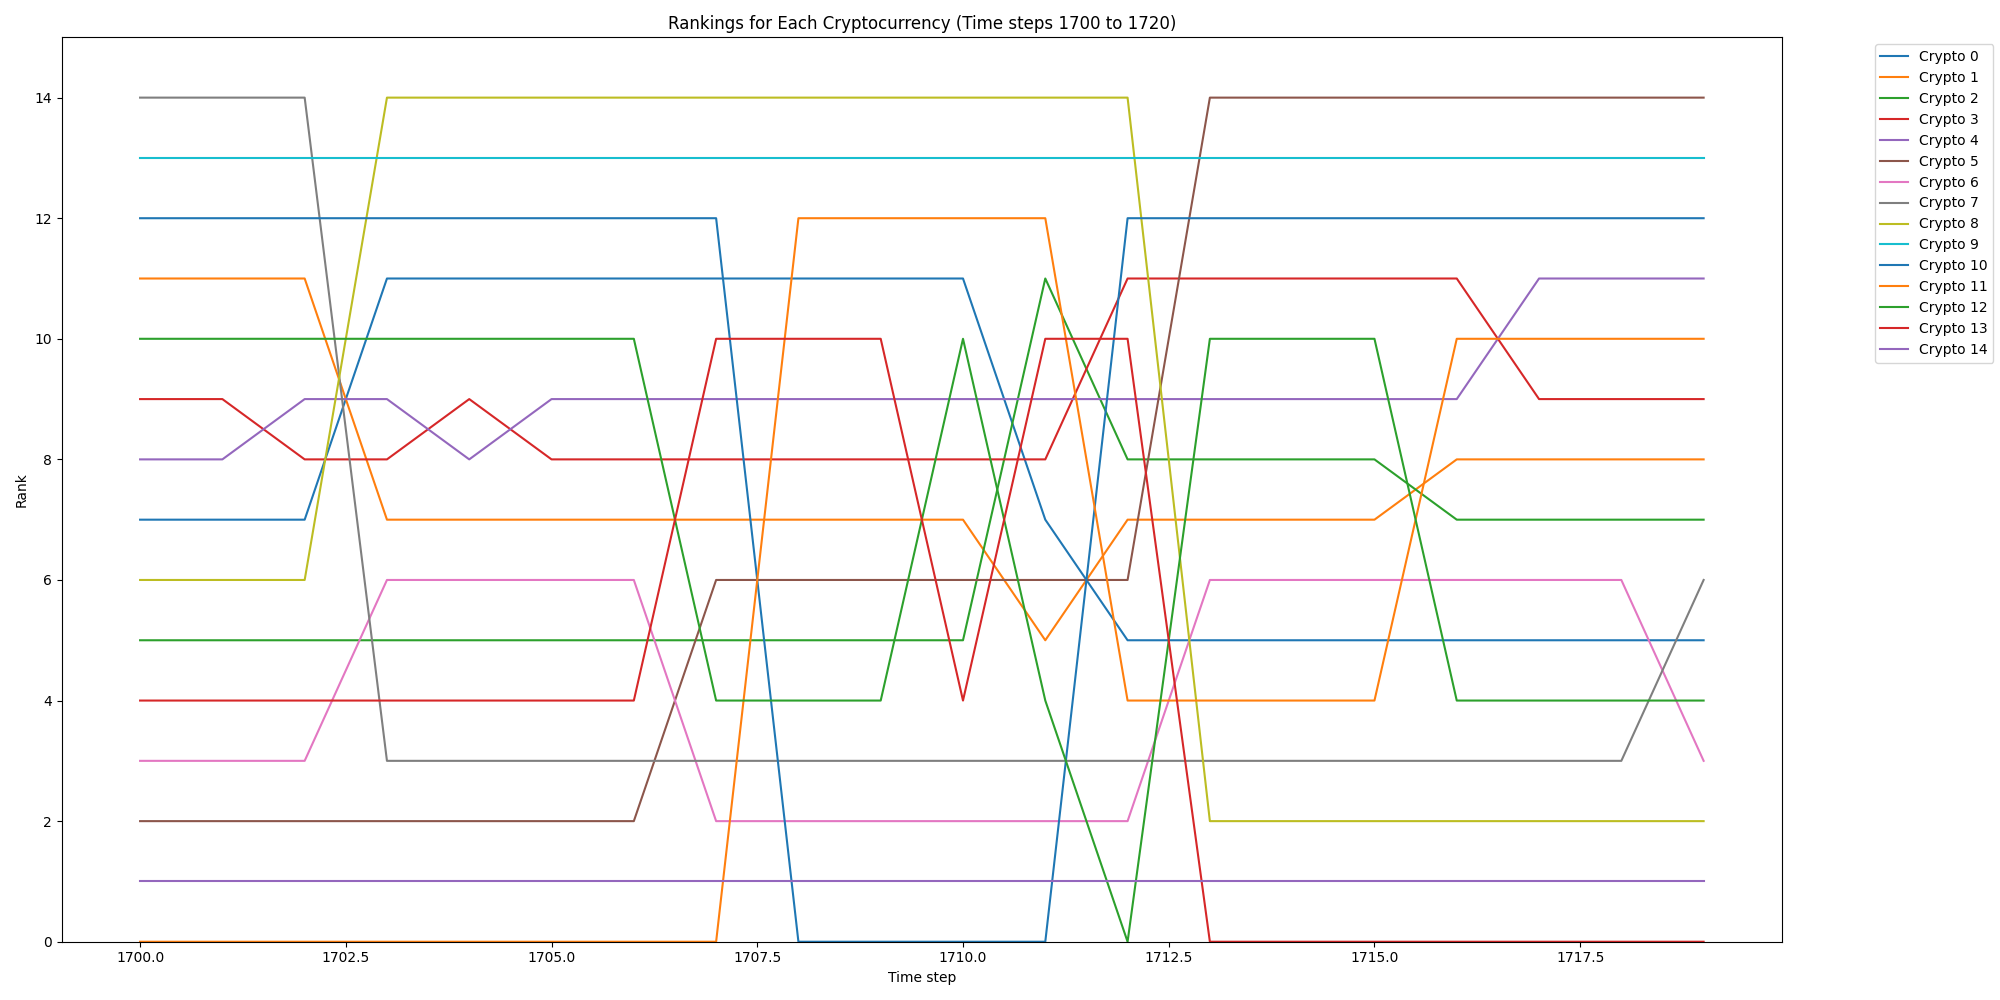 Rankings for Each Cryptocurrency (Time steps 1700 to 1720)
Rank
14
12
10
8
6
4
2
0
1700.0 1702.5 1705.0 1707.5 1710.0 1712.5 1715.0 1717.5
Time step
Crypto 0
Crypto 1
Crypto 2
Crypto 3
Crypto 4
Crypto 5
Crypto 6
Crypto 7
Crypto 8
Crypto 9
Crypto 10
Crypto 11
Crypto 12
Crypto 13
Crypto 14